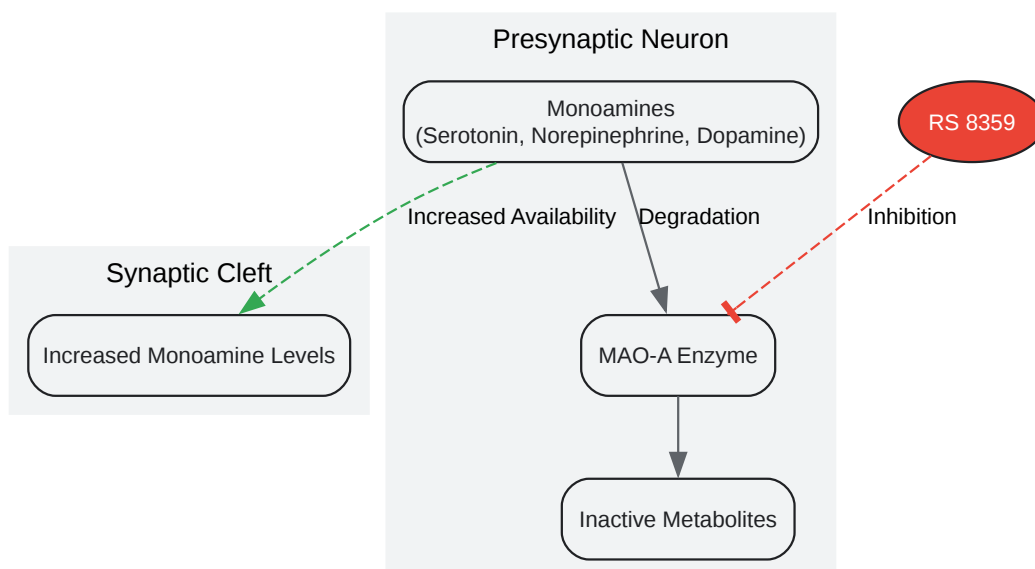 Presynaptic Neuron
Monoamines
(Serotonin, Norepinephrine, Dopamine)
RS 8359
Increased Availability
Degradation
Inhibition
Synaptic Cleft
Increased Monoamine Levels
MAO-A Enzyme
Inactive Metabolites